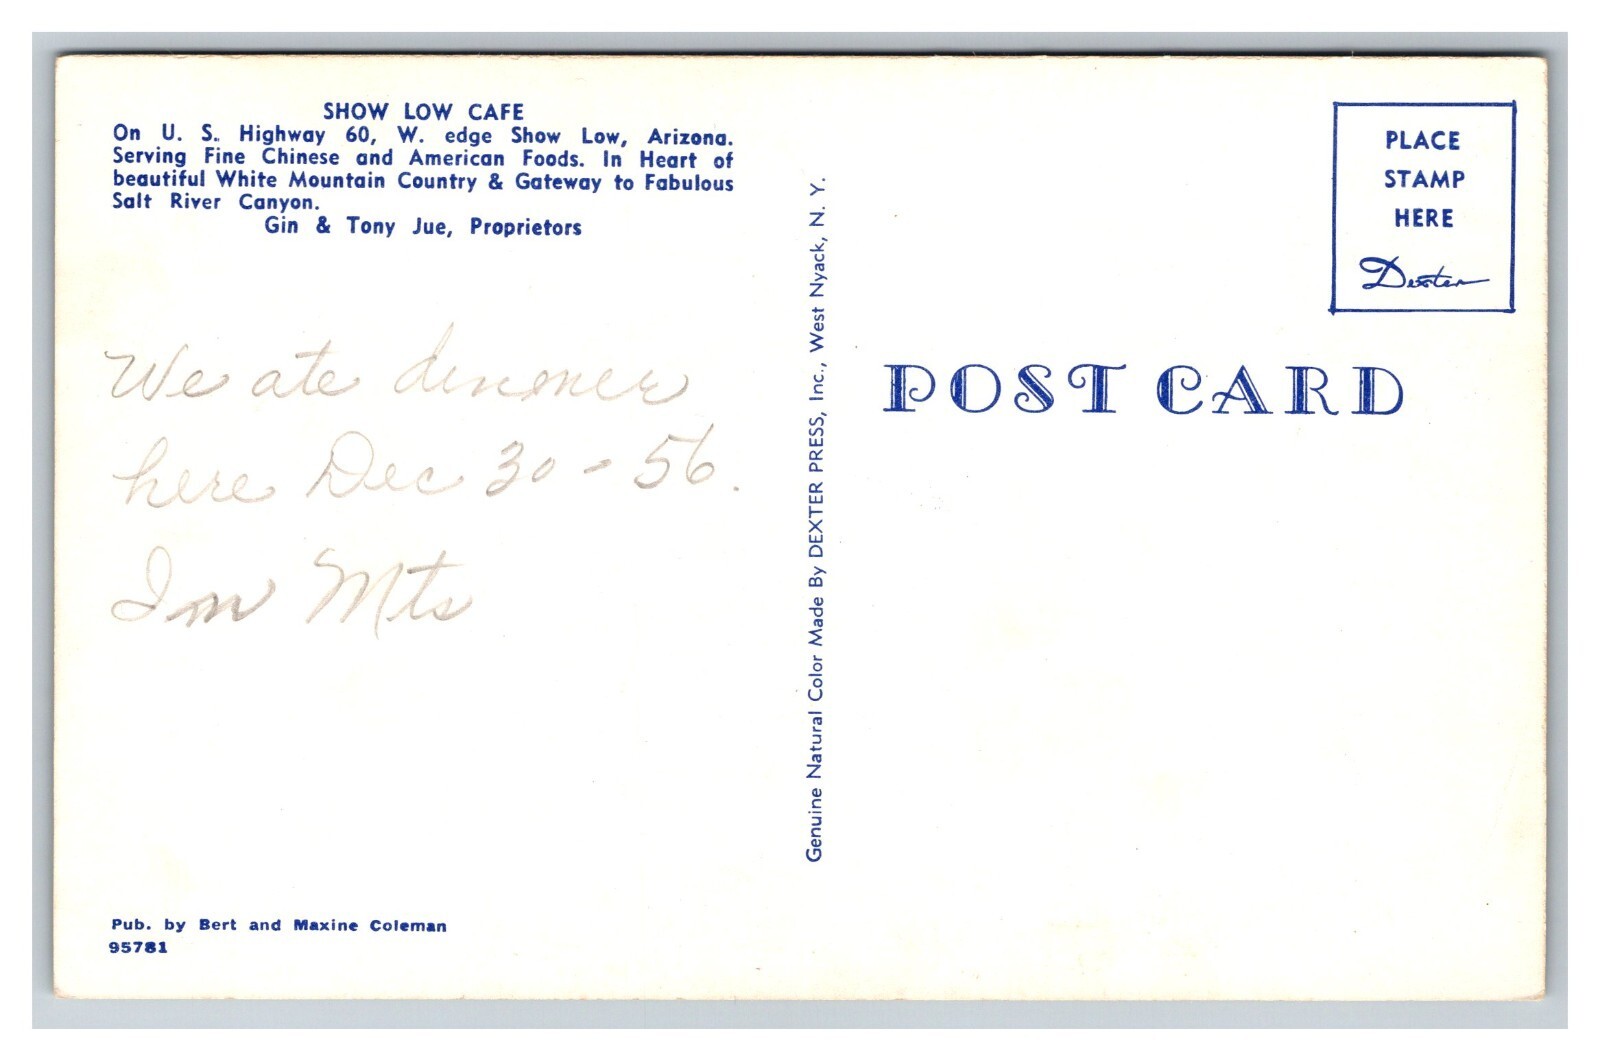 SHOW LOW CAFE
On U. S. Highway 60, W. edge Show Low, Arizona.
Serving Fine Chinese and American Foods. In Heart of
beautiful White Mountain Country & Gateway to Fabulous
Salt River Canyon.
Gin & Tony Jue, Proprietors
We ate dinner
here Dec 30 - 56.
In Mts
Pub. by Bert and Maxine Coleman
95781
Genuine Natural Color Made By DEXTER PRESS, Inc., West Nyack, N. Y.
PLACE
STAMP
HERE
Dexter
POST CARD